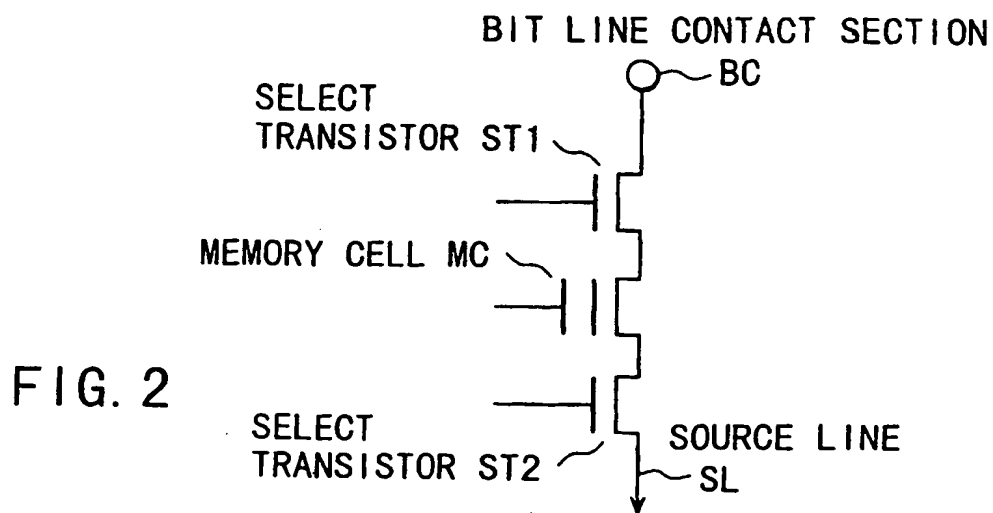 BIT LINE CONTACT SECTION
BC
SELECT
TRANSISTOR ST1
MEMORY CELL MC
FIG. 2
SELECT
TRANSISTOR ST2
SOURCE LINE
SL